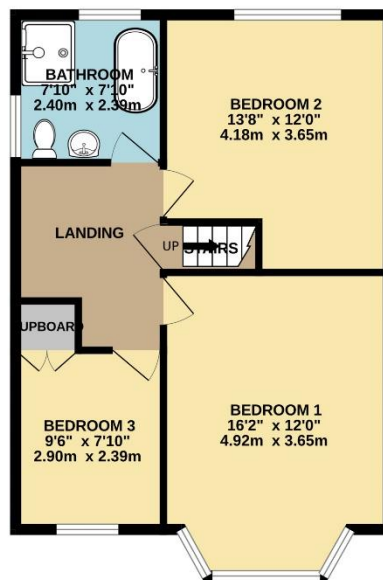 BATHROOM
7'10" x 7'10"
2.40m x 2.39m
BEDROOM 2
13'8" x 12'0"
4.18m x 3.65m
LANDING
UP
STAIRS
UPBOARD
BEDROOM 3
9'6" x 7'10"
2.90m x 2.39m
BEDROOM 1
16'2" x 12'0"
4.92m x 3.65m